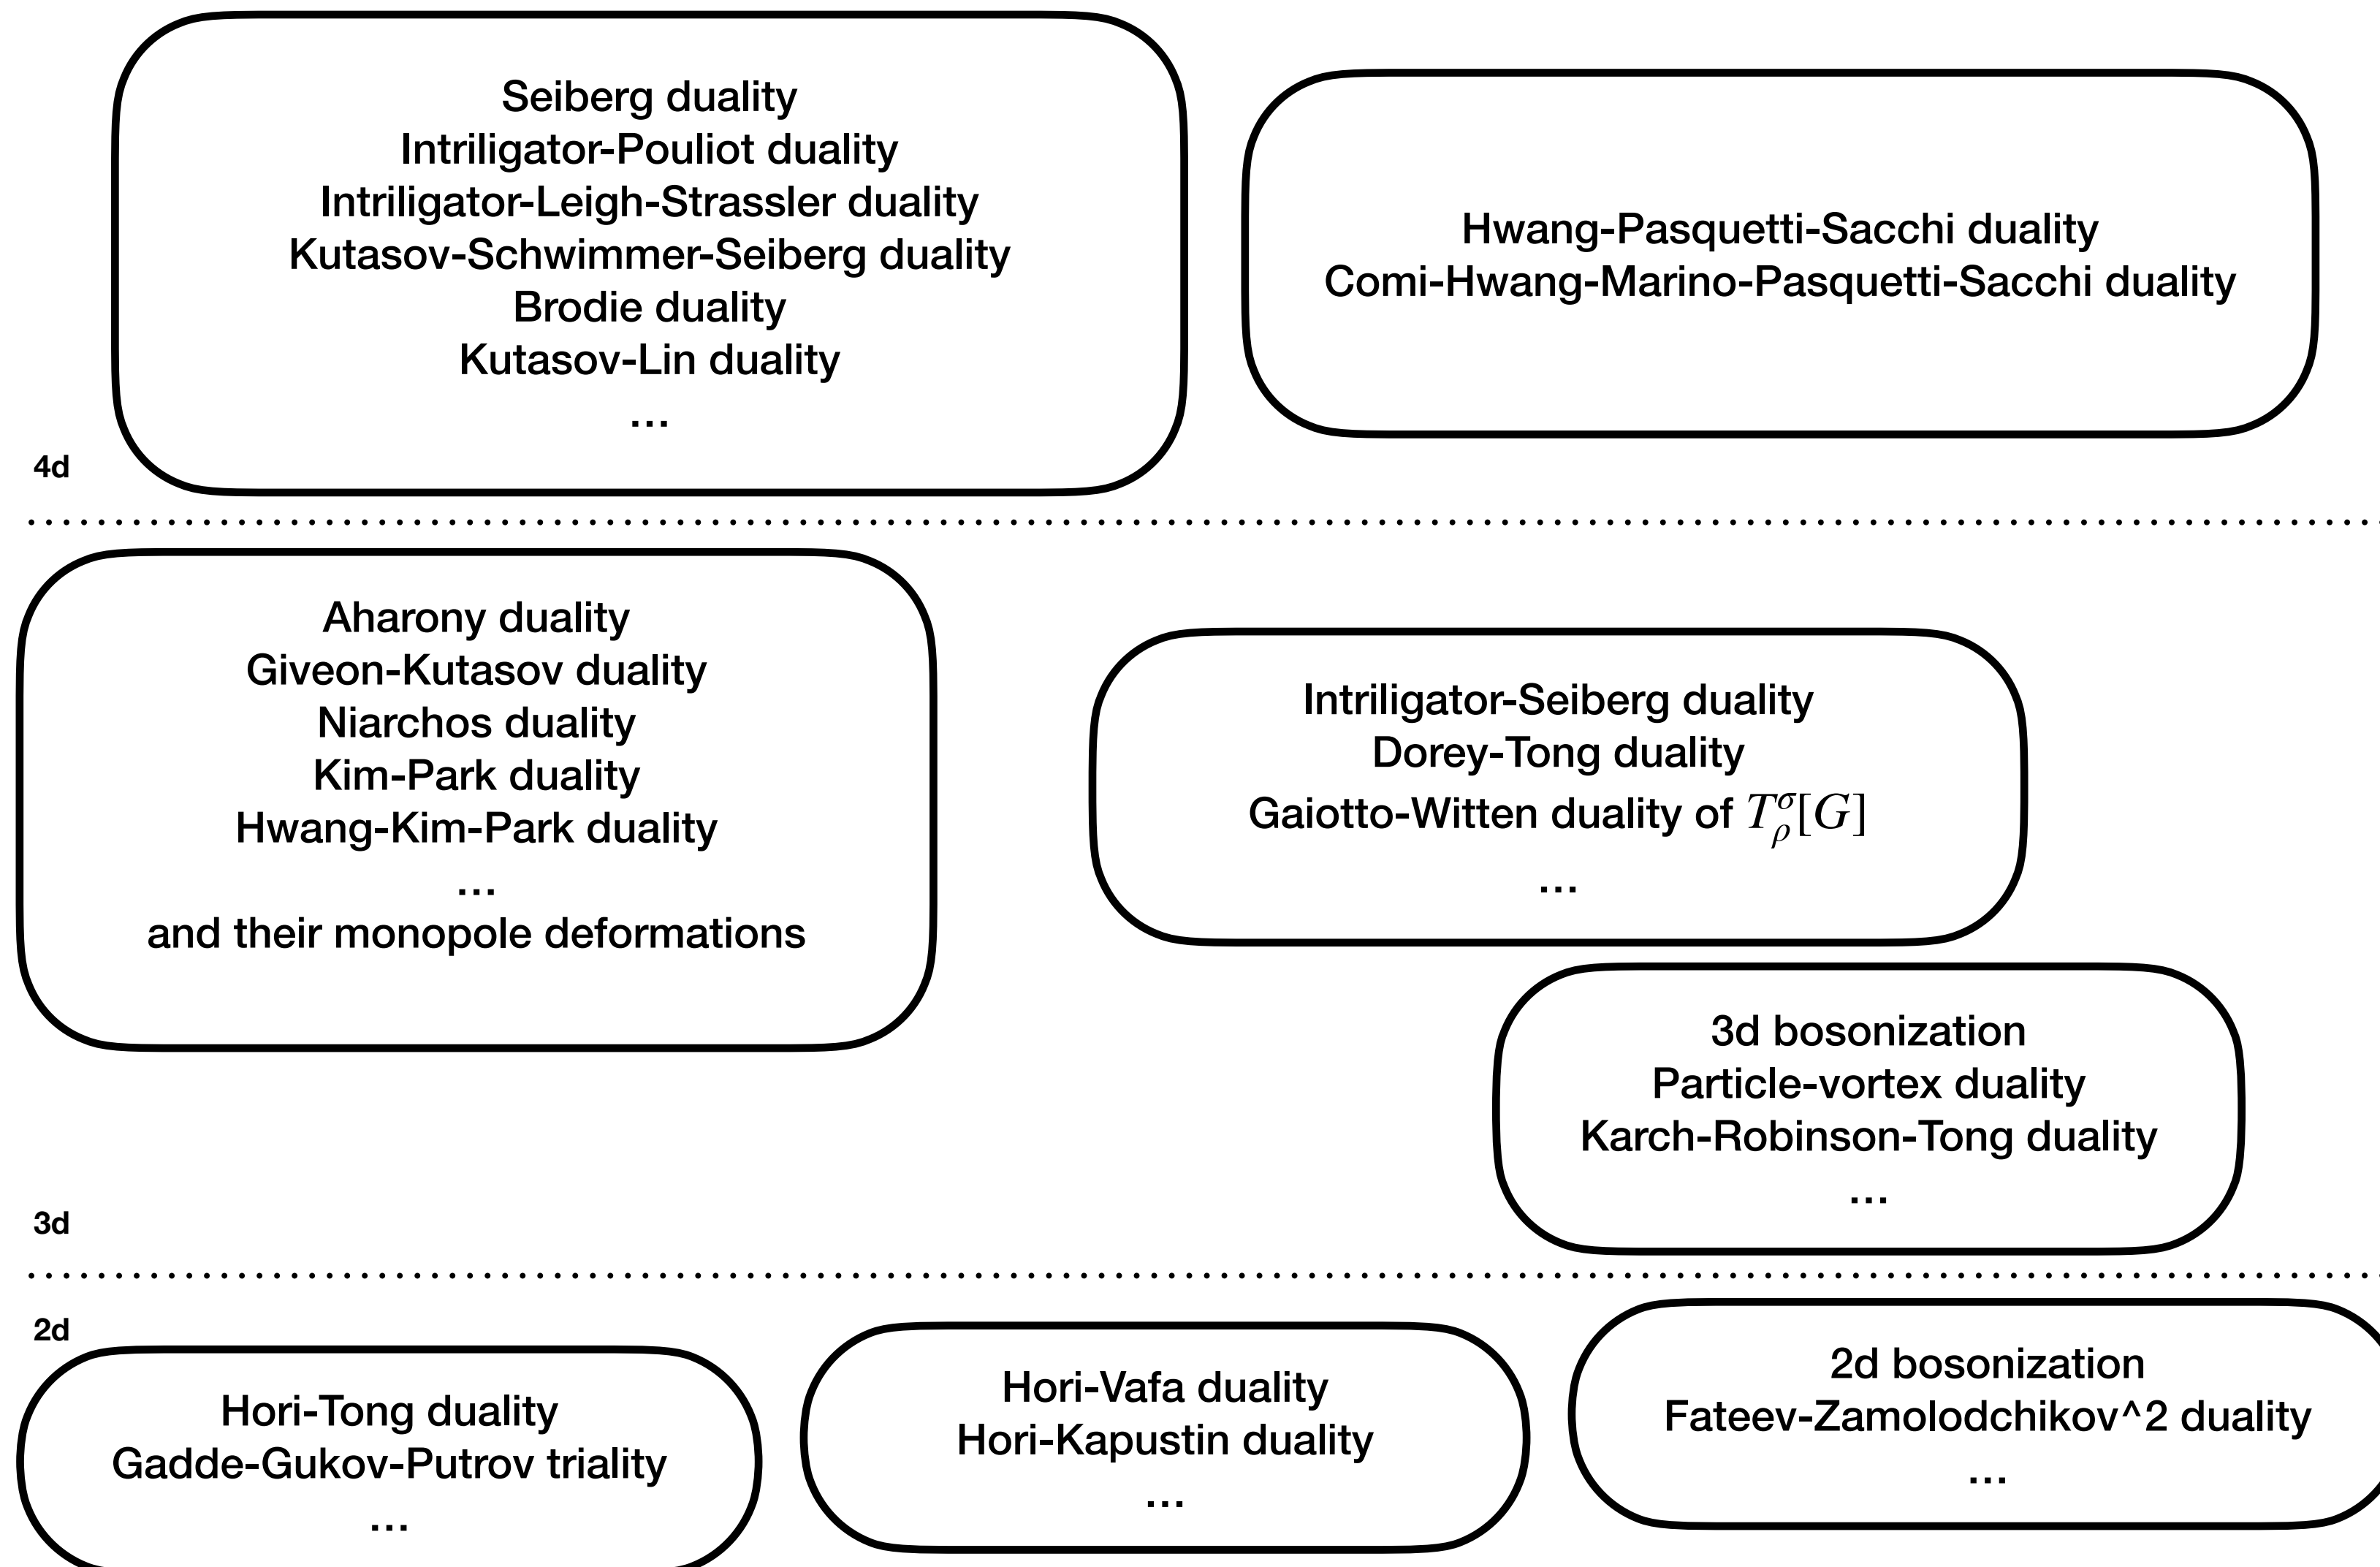 Seiberg duality
Intriligator-Pouliot duality
Intriligator-Leigh-Strassler duality
Kutasov-Schwimmer-Seiberg duality
Brodie duality
Kutasov-Lin duality
...
Hwang-Pasquetti-Sacchi duality
Comi-Hwang-Marino-Pasquetti-Sacchi duality
4d
Aharony duality
Giveon-Kutasov duality
Niarchos duality
Kim-Park duality
Hwang-Kim-Park duality
...
and their monopole deformations
Intriligator-Seiberg duality
Dorey-Tong duality
Gaiotto-Witten duality of $T_\rho^\sigma[G]$
...
3d bosonization
Particle-vortex duality
Karch-Robinson-Tong duality
...
3d
2d
Hori-Tong duality
Gadde-Gukov-Putrov triality
...
Hori-Vafa duality
Hori-Kapustin duality
...
2d bosonization
Fateev-Zamolodchikov^2 duality
...